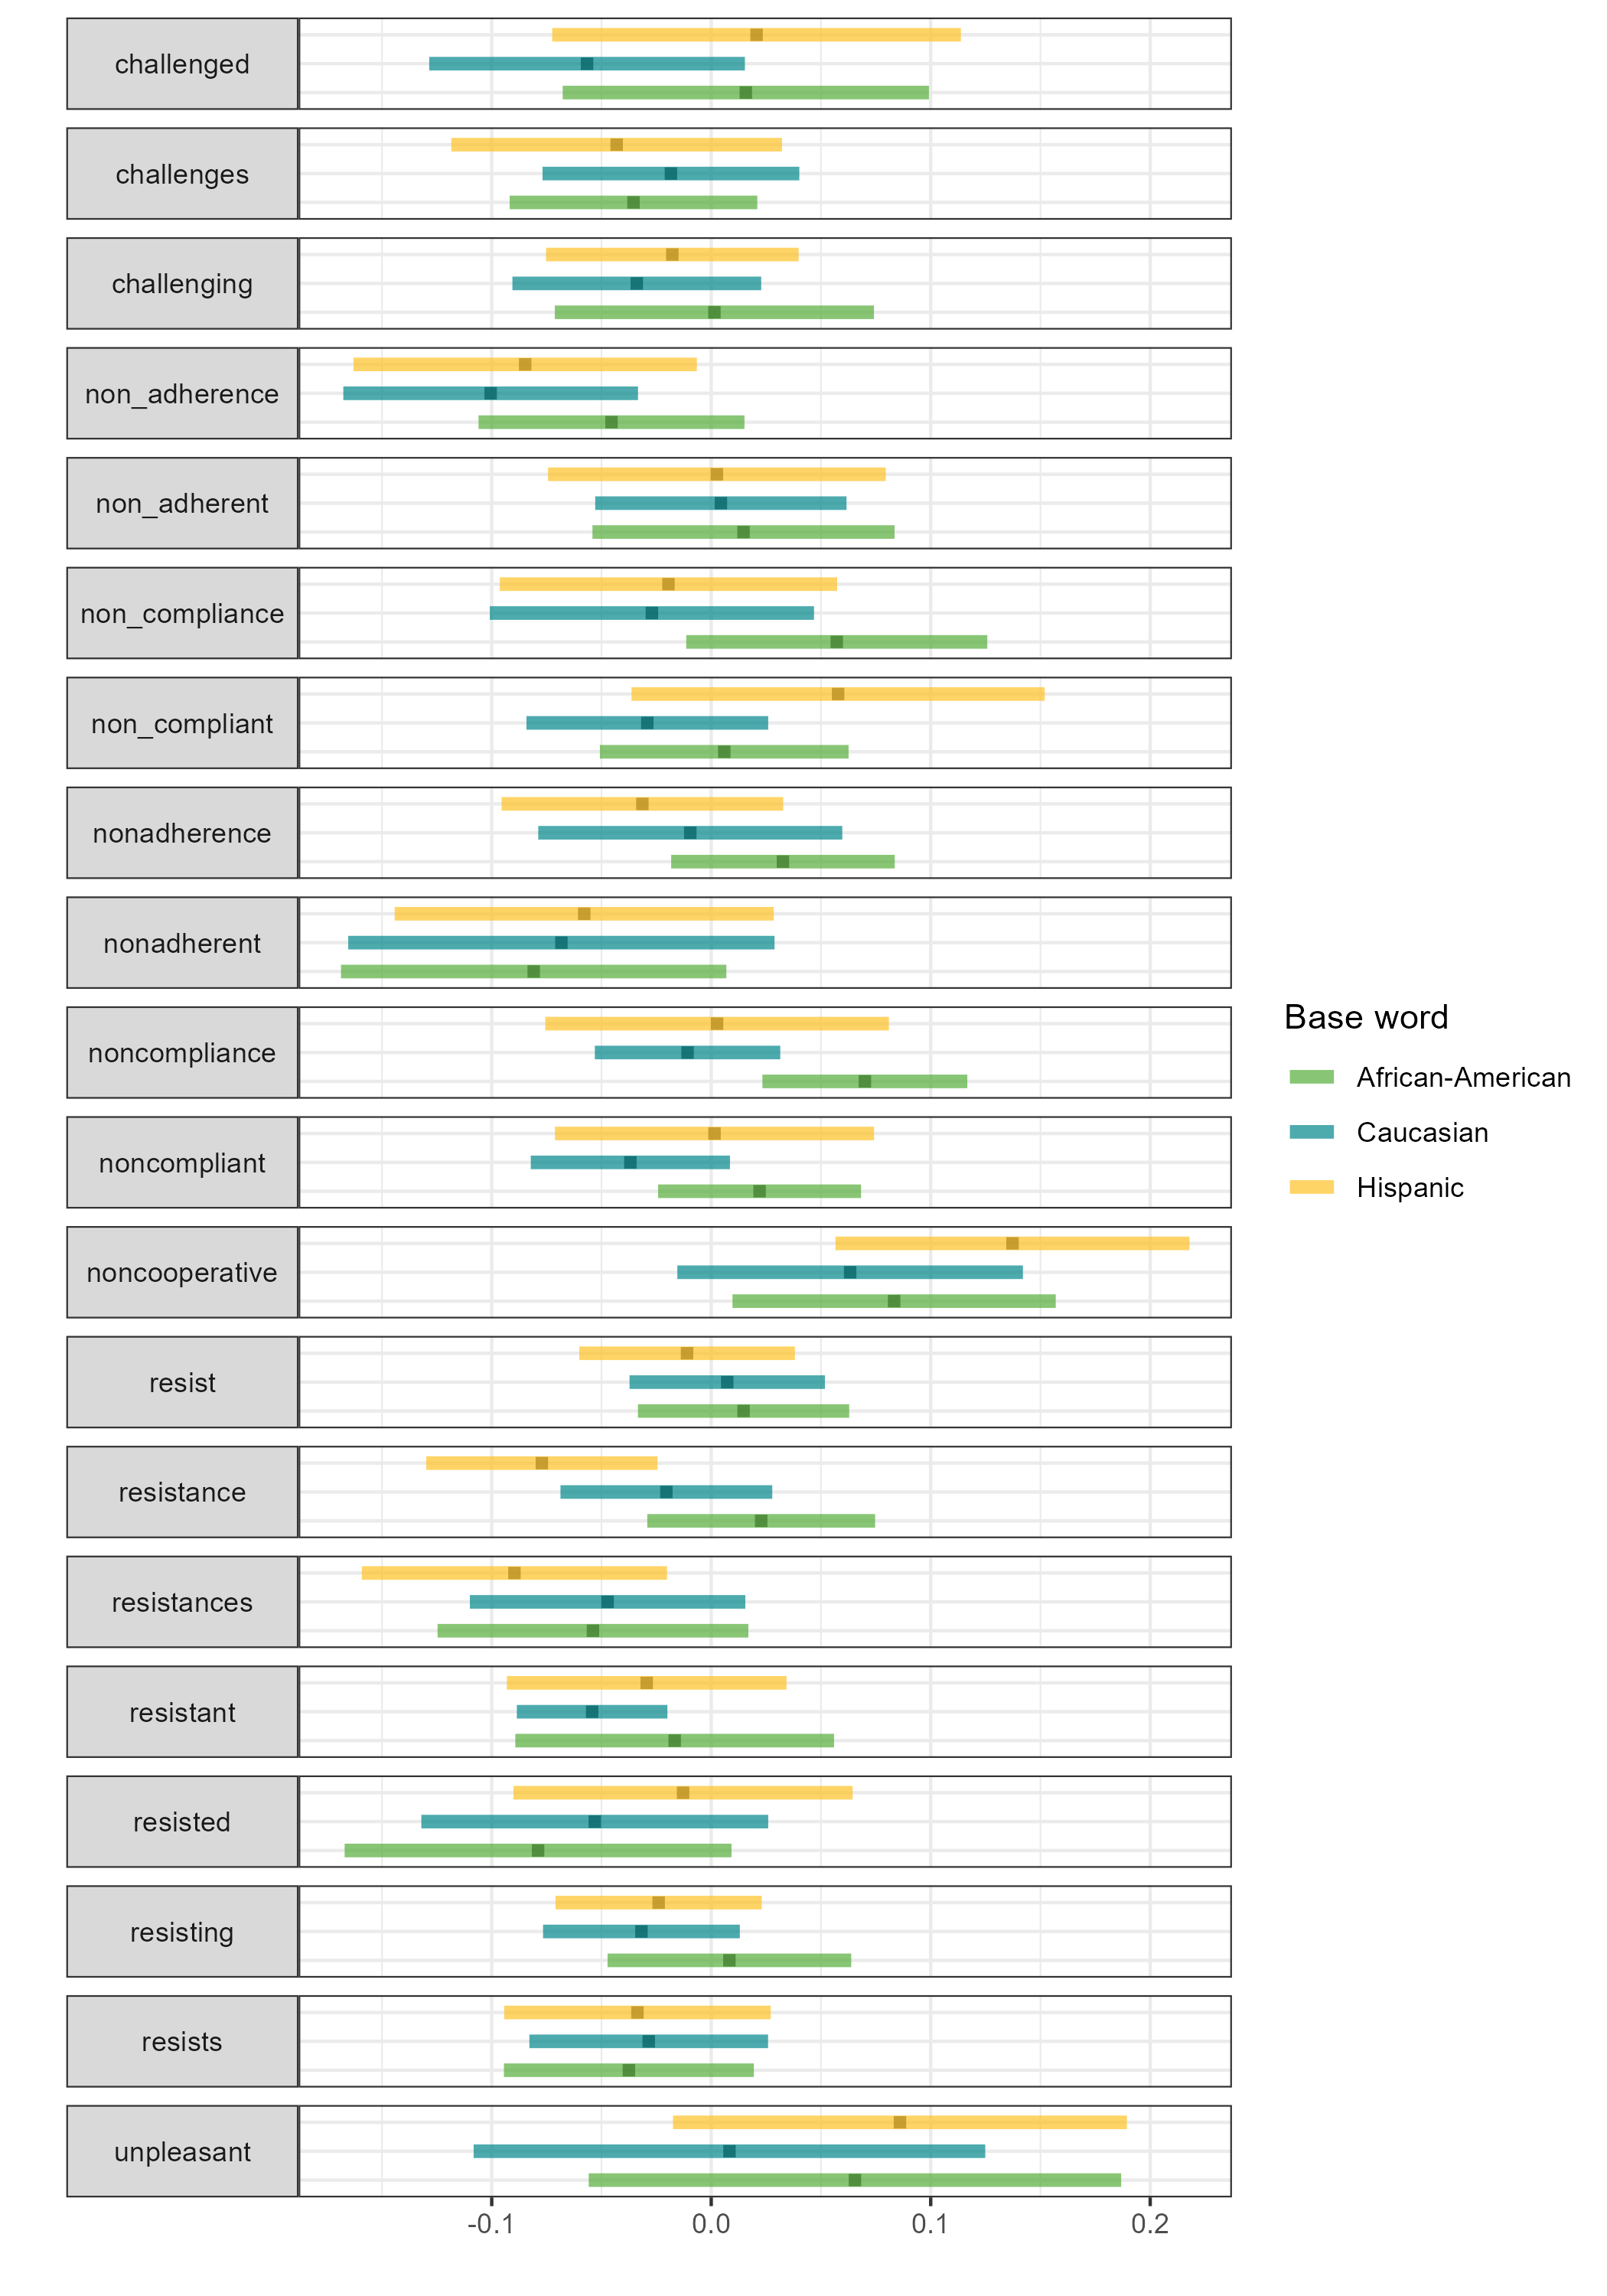 challenged
challenges
challenging
non_adherence
non_adherent
non_compliance
non_compliant
nonadherence
nonadherent
noncompliance
noncompliant
noncooperative
resist
resistance
resistances
resistant
resisted
resisting
resists
unpleasant
-0.1 0.0 0.1 0.2
Base word
African-American
Caucasian
Hispanic